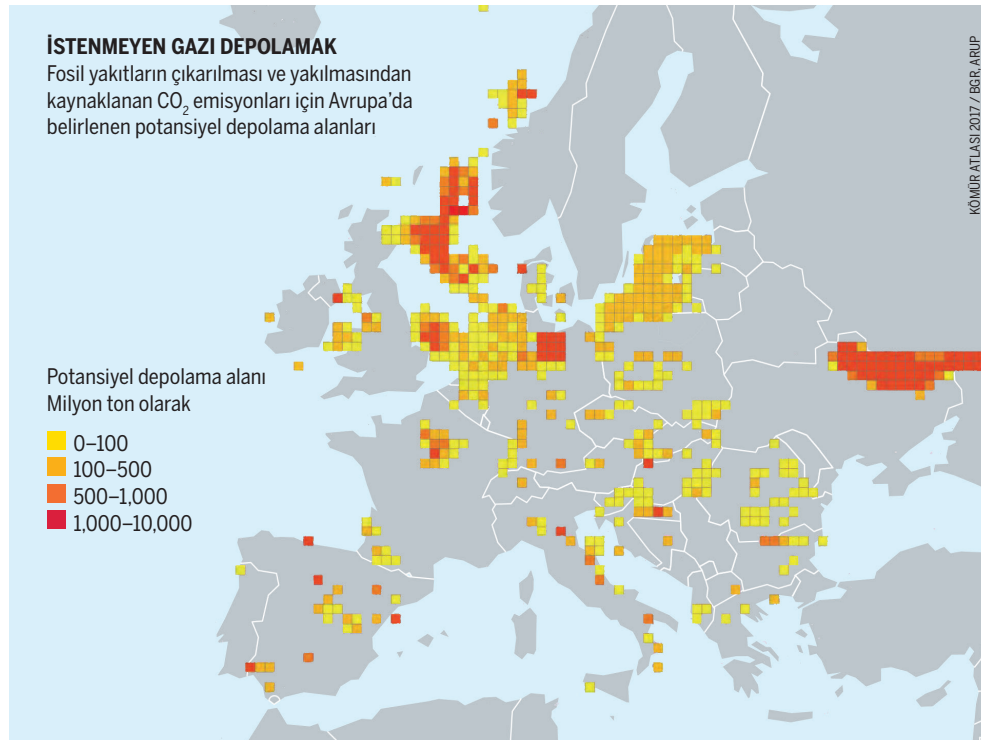 İSTENMEYEN GAZI DEPOLAMAK
Fosil yakıtların çıkarılması ve yakılmasından
kaynaklanan CO₂ emisyonları için Avrupa’da
belirlenen potansiyel depolama alanları
KÖMÜR ATLASI 2017 / BGR, ARUP
Potansiyel depolama alanı
Milyon ton olarak
0–100
100–500
500–1,000
1,000–10,000